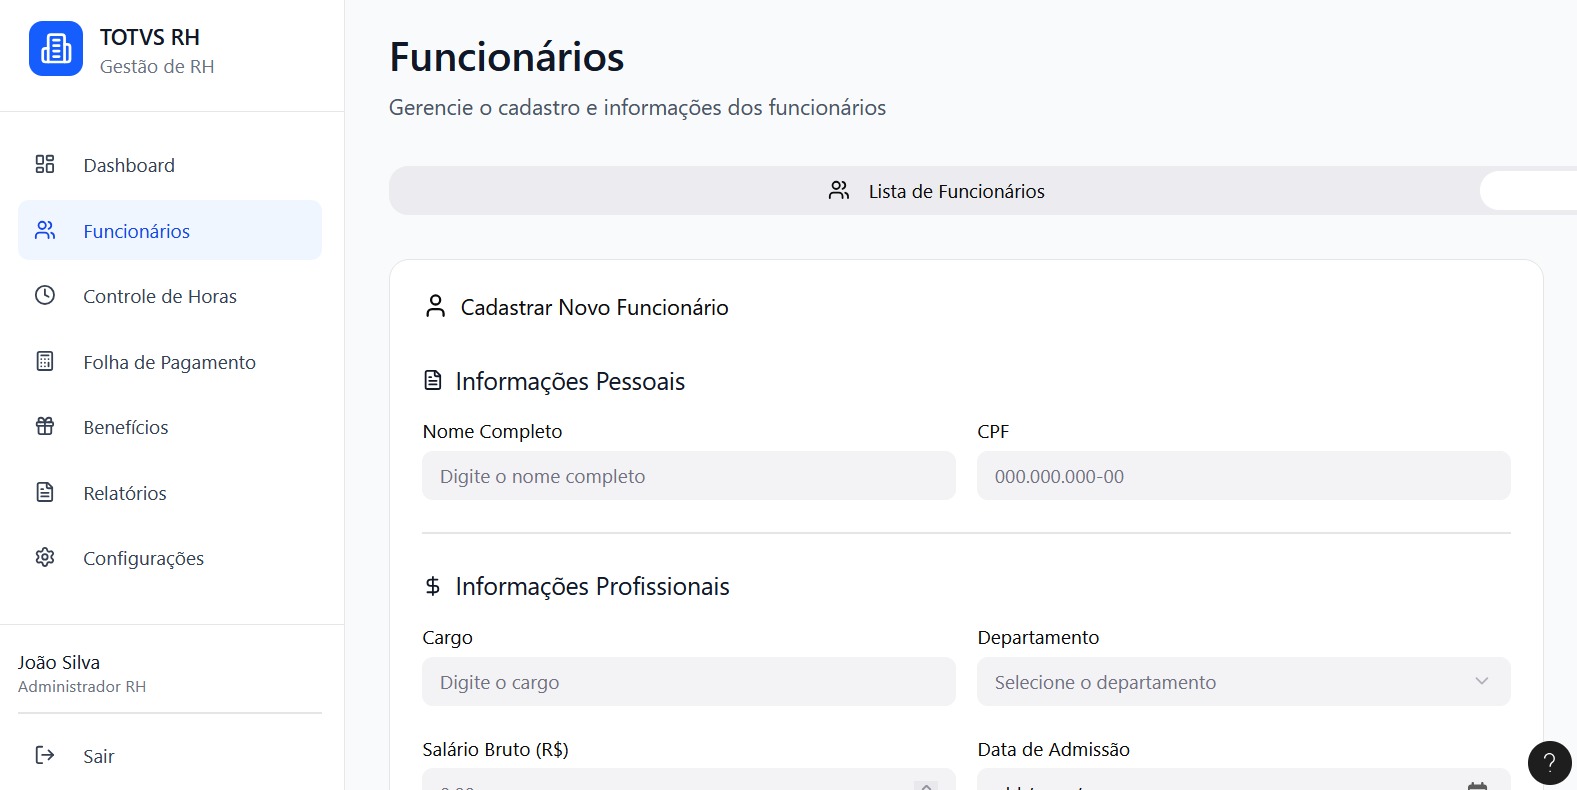 TOTVS RH
Gestão de RH
Dashboard
Funcionários
Controle de Horas
Folha de Pagamento
Benefícios
Relatórios
Configurações
João Silva
Administrador RH
Sair
Funcionários
Gerencie o cadastro e informações dos funcionários
Lista de Funcionários
Cadastrar Novo Funcionário
Informações Pessoais
Nome Completo
CPF
Digite o nome completo
000.000.000-00
Informações Profissionais
Cargo
Departamento
Digite o cargo
Selecione o departamento
Salário Bruto (R$)
Data de Admissão
?